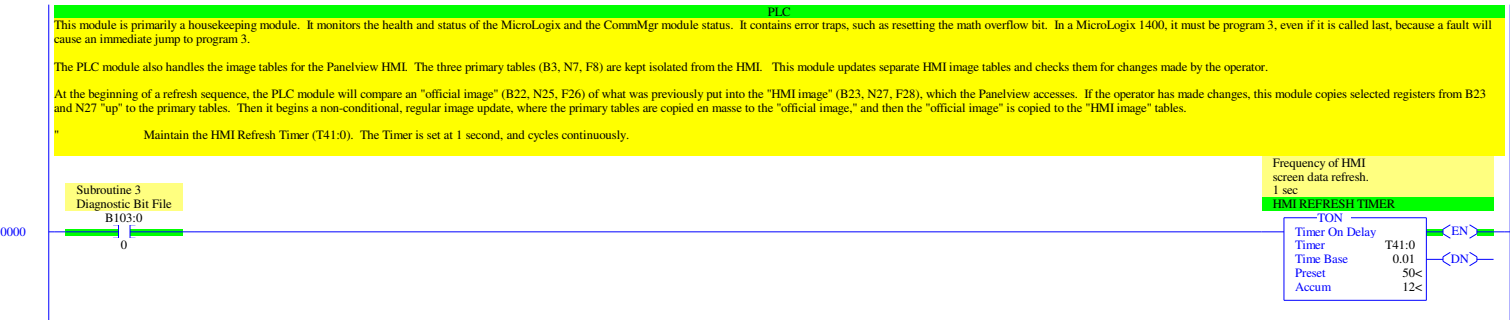 PLC
This module is primarily a housekeeping module.  It monitors the health and status of the MicroLogix and the CommMgr module status.  It contains error traps, such as resetting the math overflow bit.  In a MicroLogix 1400, it must be program 3, even if it is called last, because a fault will
cause an immediate jump to program 3.
The PLC module also handles the image tables for the Panelview HMI.  The three primary tables (B3, N7, F8) are kept isolated from the HMI.   This module updates separate HMI image tables and checks them for changes made by the operator.
At the beginning of a refresh sequence, the PLC module will compare an "official image" (B22, N25, F26) of what was previously put into the "HMI image" (B23, N27, F28), which the Panelview accesses.  If the operator has made changes, this module copies selected registers from B23
and N27 "up" to the primary tables.  Then it begins a non-conditional, regular image update, where the primary tables are copied en masse to the "official image," and then the "official image" is copied to the "HMI image" tables.
" Maintain the HMI Refresh Timer (T41:0).  The Timer is set at 1 second, and cycles continuously.
Subroutine 3
Diagnostic Bit File
B103:0
0
0000
Frequency of HMI
screen data refresh.
1 sec
HMI REFRESH TIMER
TON
Timer On Delay
EN
Timer T41:0
Time Base 0.01
DN
Preset 50<
Accum 12<